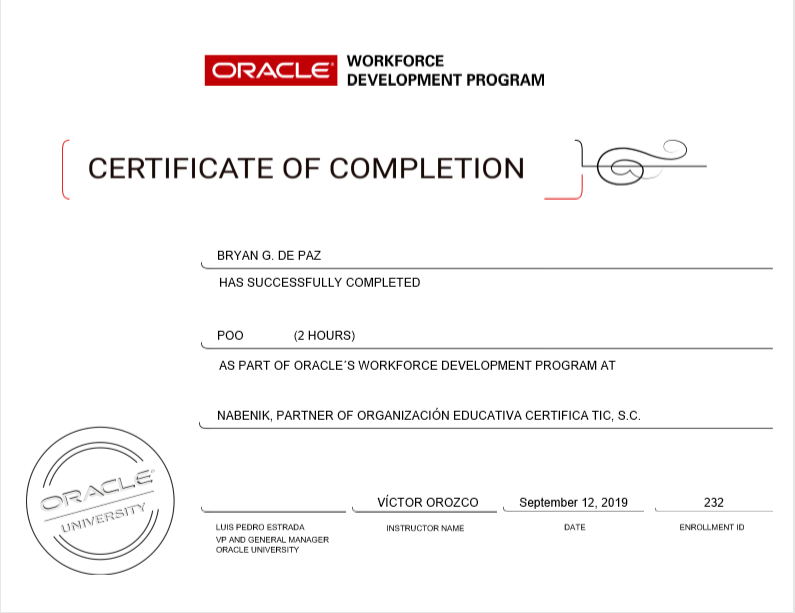 ORACLE® WORKFORCE
DEVELOPMENT PROGRAM
CERTIFICATE OF COMPLETION
BRYAN G. DE PAZ
HAS SUCCESSFULLY COMPLETED
POO (2 HOURS)
AS PART OF ORACLE´S WORKFORCE DEVELOPMENT PROGRAM AT
NABENIK, PARTNER OF ORGANIZACIÓN EDUCATIVA CERTIFICA TIC, S.C.
ORACLE®
UNIVERSITY
VÍCTOR OROZCO September 12, 2019 232
LUIS PEDRO ESTRADA INSTRUCTOR NAME DATE ENROLLMENT ID
VP AND GENERAL MANAGER
ORACLE UNIVERSITY